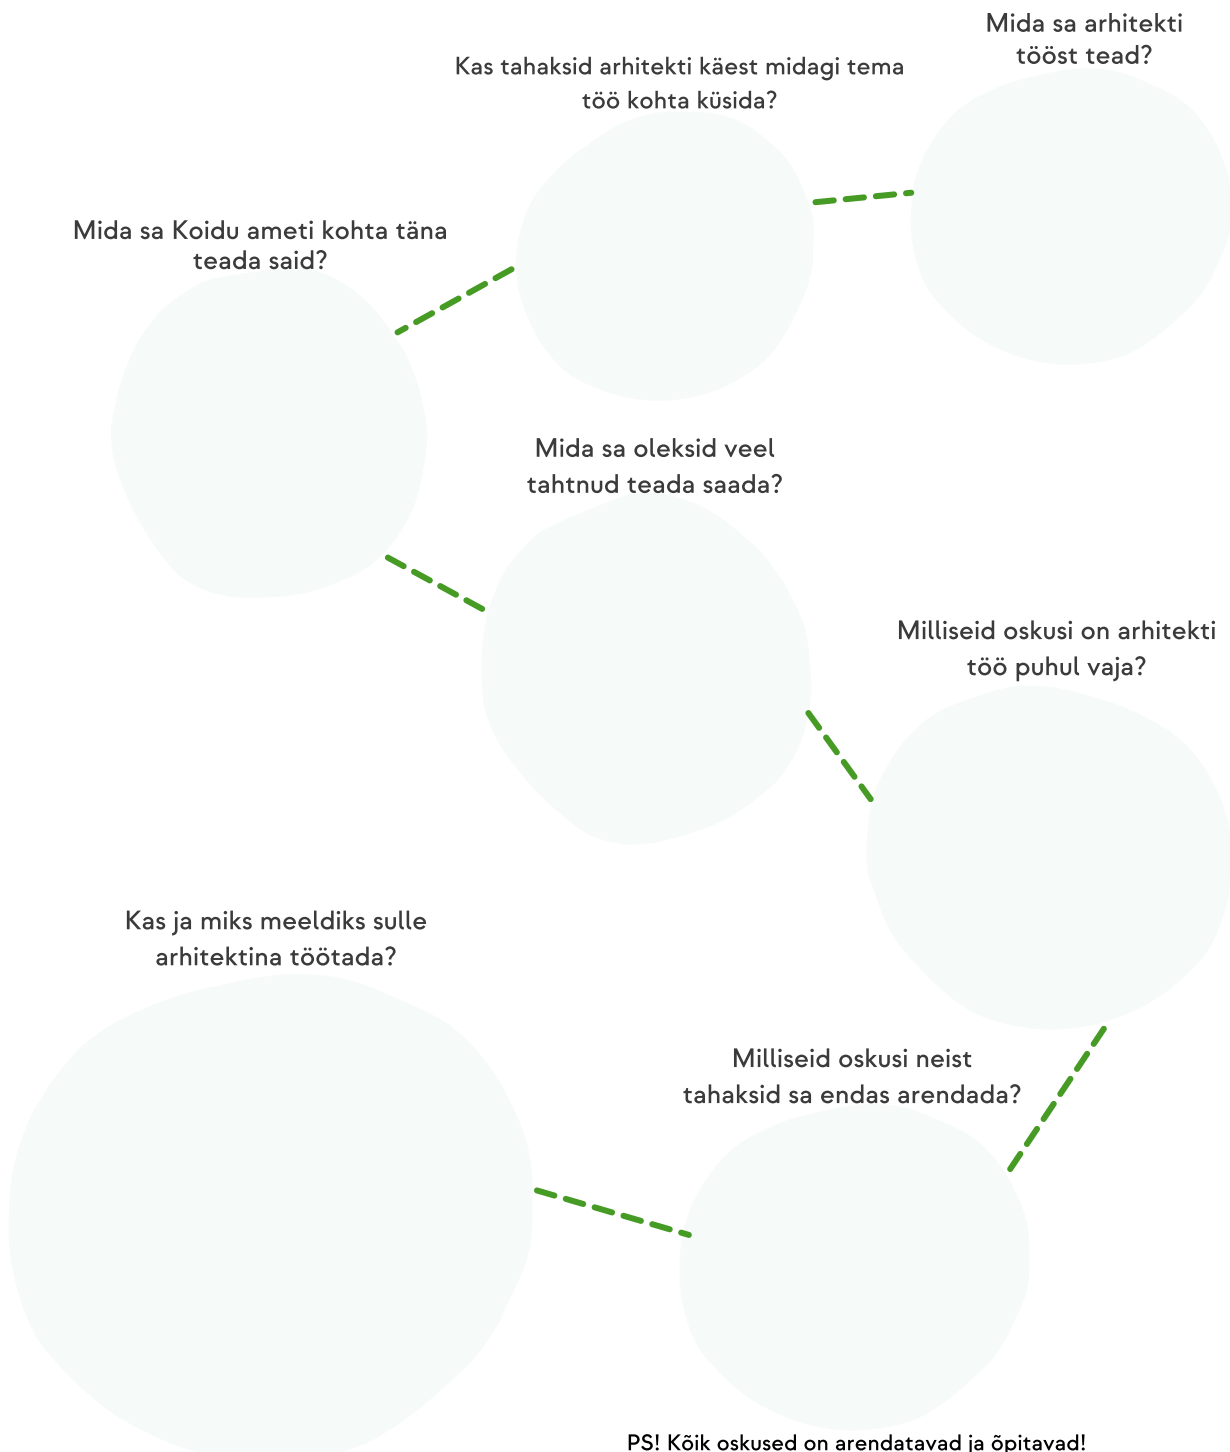 Mida sa arhitekti
tööst tead?
Kas tahaksid arhitekti käest midagi tema
töö kohta küsida?
Mida sa Koidu ameti kohta täna
teada said?
Mida sa oleksid veel
tahtnud teada saada?
Milliseid oskusi on arhitekti
töö puhul vaja?
Milliseid oskusi neist
tahaksid sa endas arendada?
Kas ja miks meeldiks sulle
arhitektina töötada?
PS! Kõik oskused on arendatavad ja õpitavad!